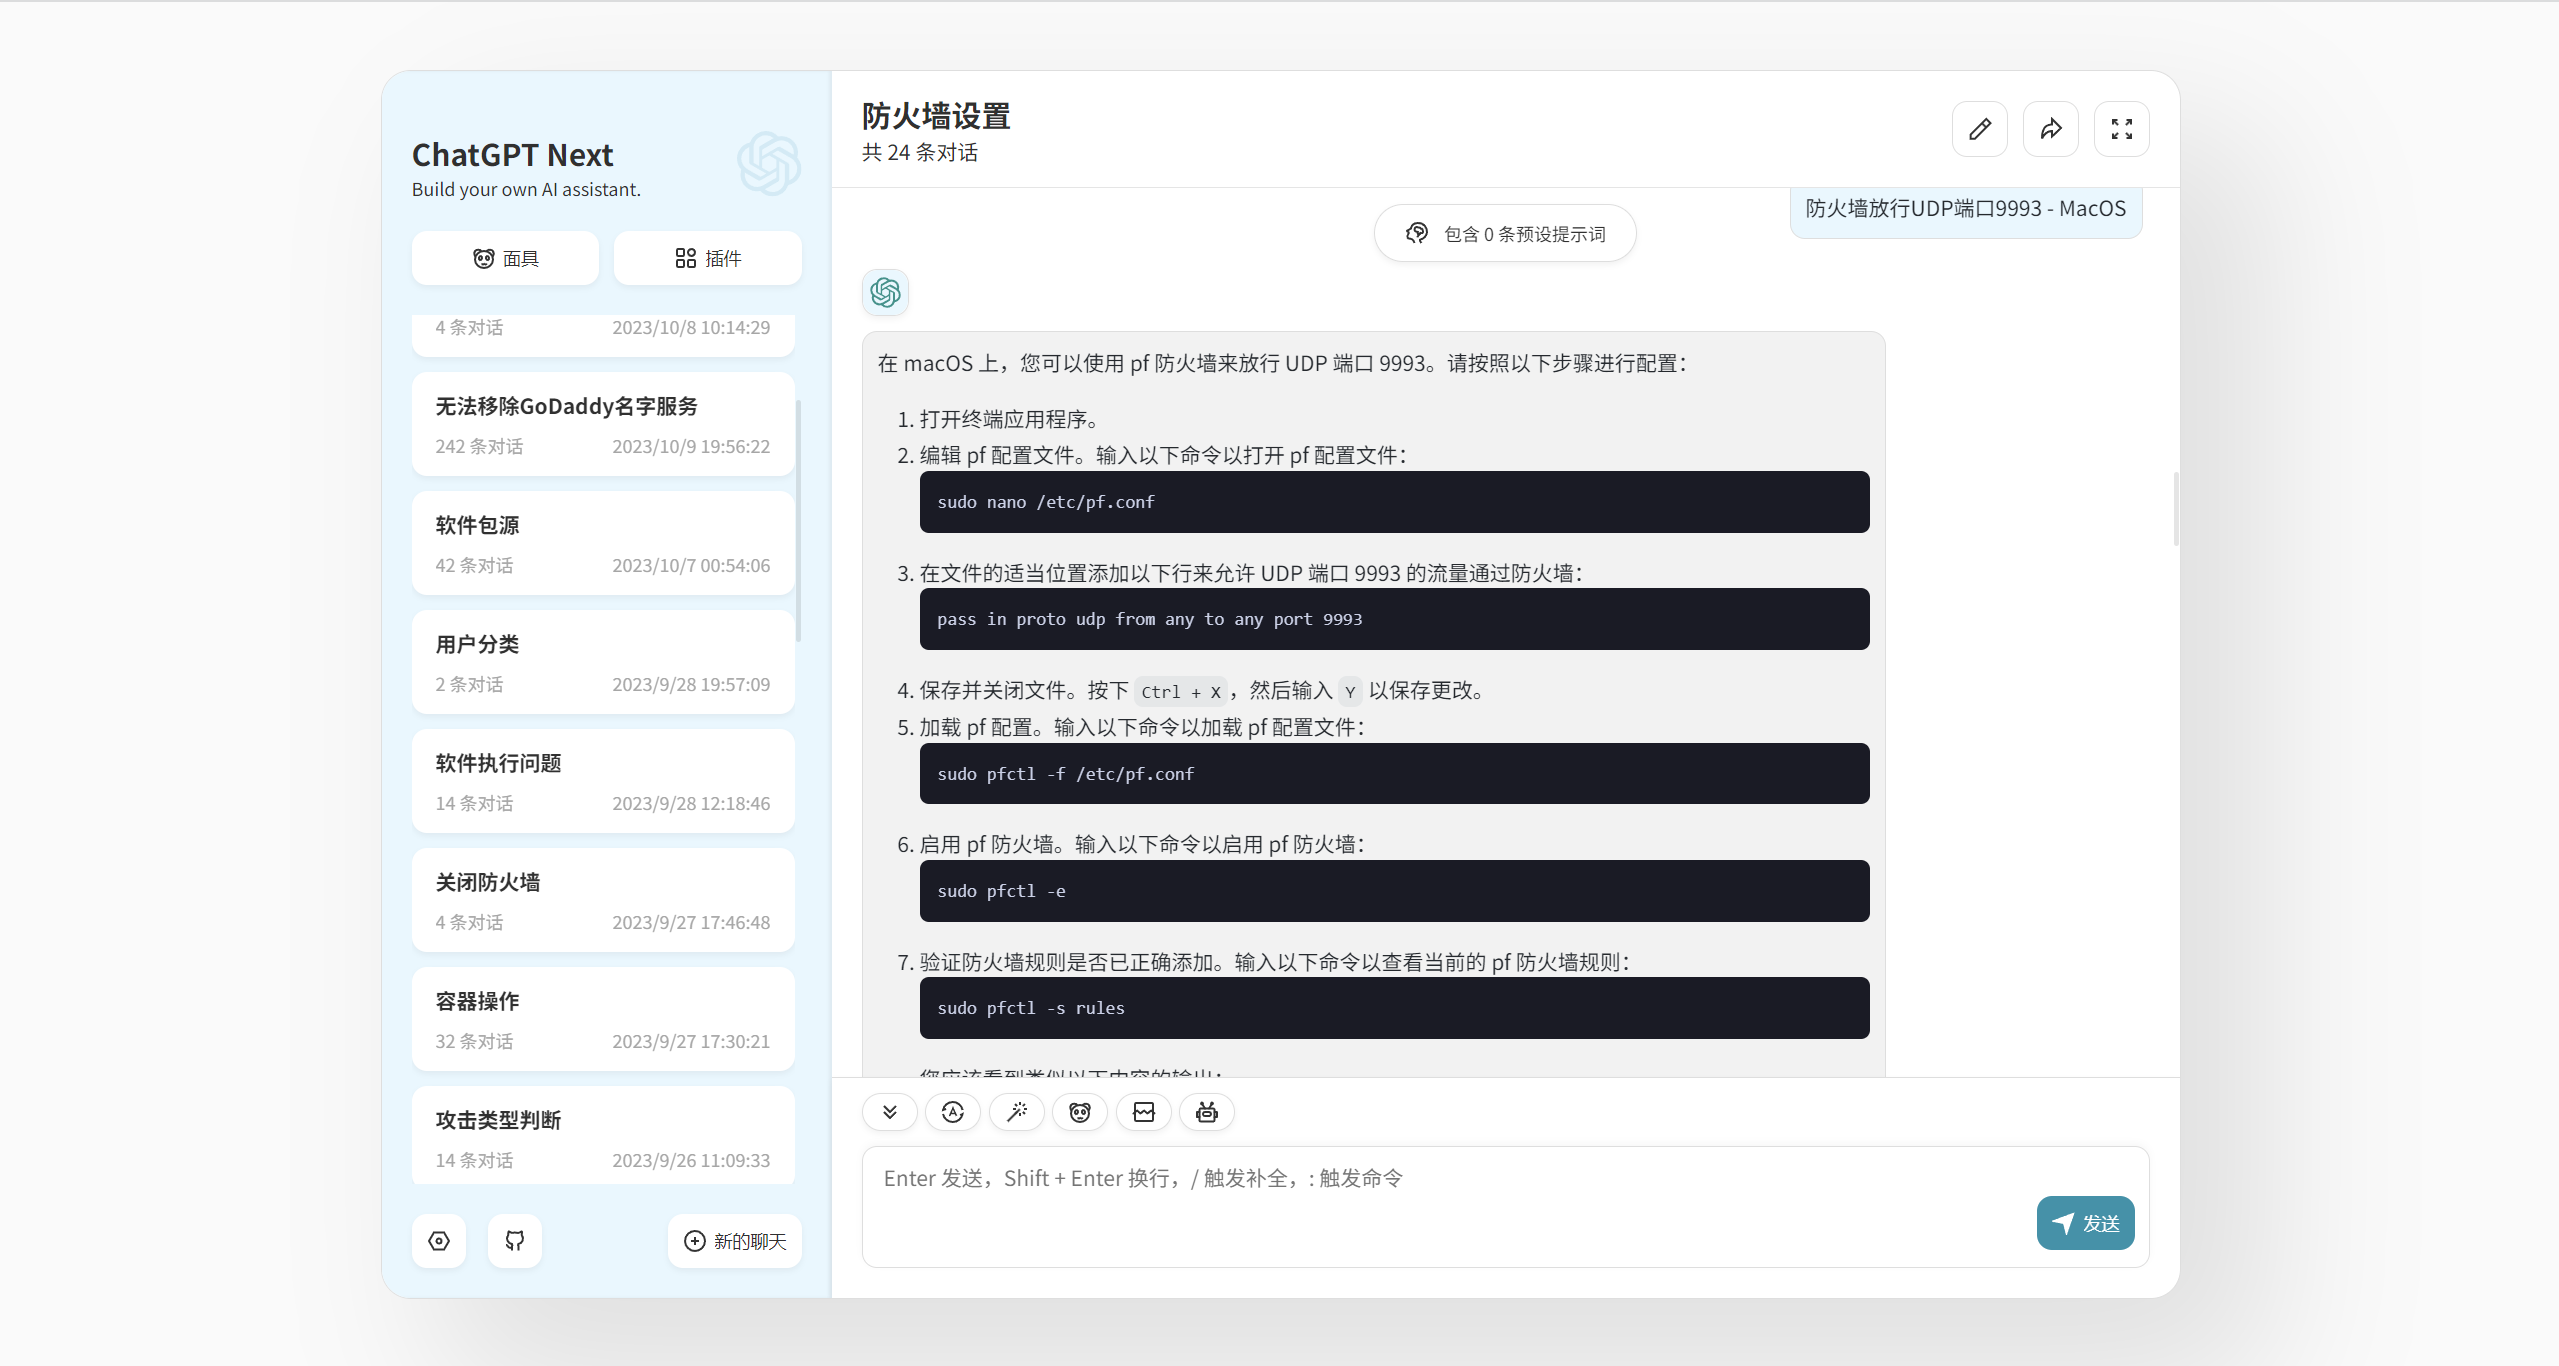 ChatGPT Next
Build your own AI assistant.
面具
插件
4 条对话 2023/10/8 10:14:29
无法移除GoDaddy名字服务
242 条对话 2023/10/9 19:56:22
软件包源
42 条对话 2023/10/7 00:54:06
用户分类
2 条对话 2023/9/28 19:57:09
软件执行问题
14 条对话 2023/9/28 12:18:46
关闭防火墙
4 条对话 2023/9/27 17:46:48
容器操作
32 条对话 2023/9/27 17:30:21
攻击类型判断
14 条对话 2023/9/26 11:09:33
新的聊天
防火墙设置
共 24 条对话
防火墙放行UDP端口9993 - MacOS
包含 0 条预设提示词
在 macOS 上，您可以使用 pf 防火墙来放行 UDP 端口 9993。请按照以下步骤进行配置：
1. 打开终端应用程序。
2. 编辑 pf 配置文件。输入以下命令以打开 pf 配置文件：
sudo nano /etc/pf.conf
3. 在文件的适当位置添加以下行来允许 UDP 端口 9993 的流量通过防火墙：
pass in proto udp from any to any port 9993
4. 保存并关闭文件。按下 Ctrl + X，然后输入 Y 以保存更改。
5. 加载 pf 配置。输入以下命令以加载 pf 配置文件：
sudo pfctl -f /etc/pf.conf
6. 启用 pf 防火墙。输入以下命令以启用 pf 防火墙：
sudo pfctl -e
7. 验证防火墙规则是否已正确添加。输入以下命令以查看当前的 pf 防火墙规则：
sudo pfctl -s rules
您应该看到类似以下内容的输出：
Enter 发送，Shift + Enter 换行，/ 触发补全，: 触发命令
发送